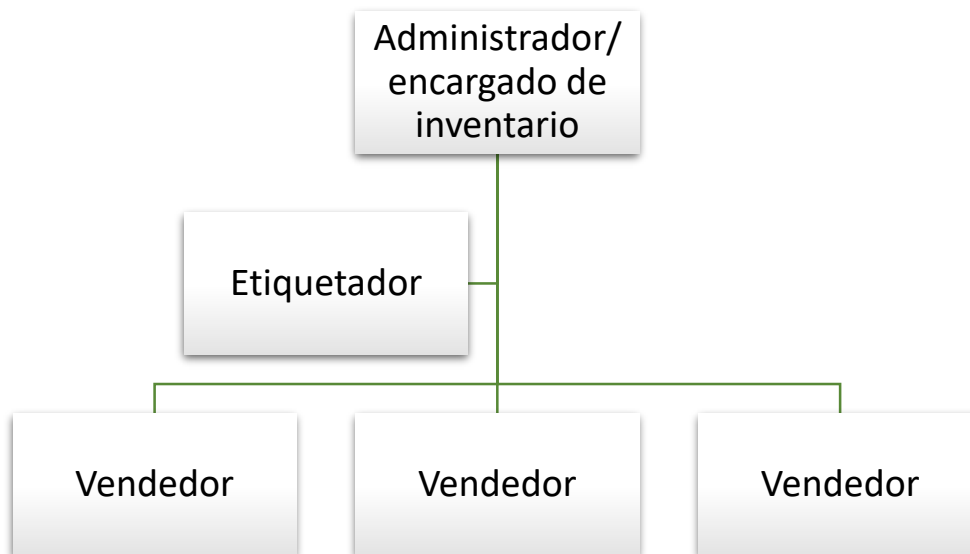 Administrador/
encargado de
inventario
Etiquetador
Vendedor
Vendedor
Vendedor